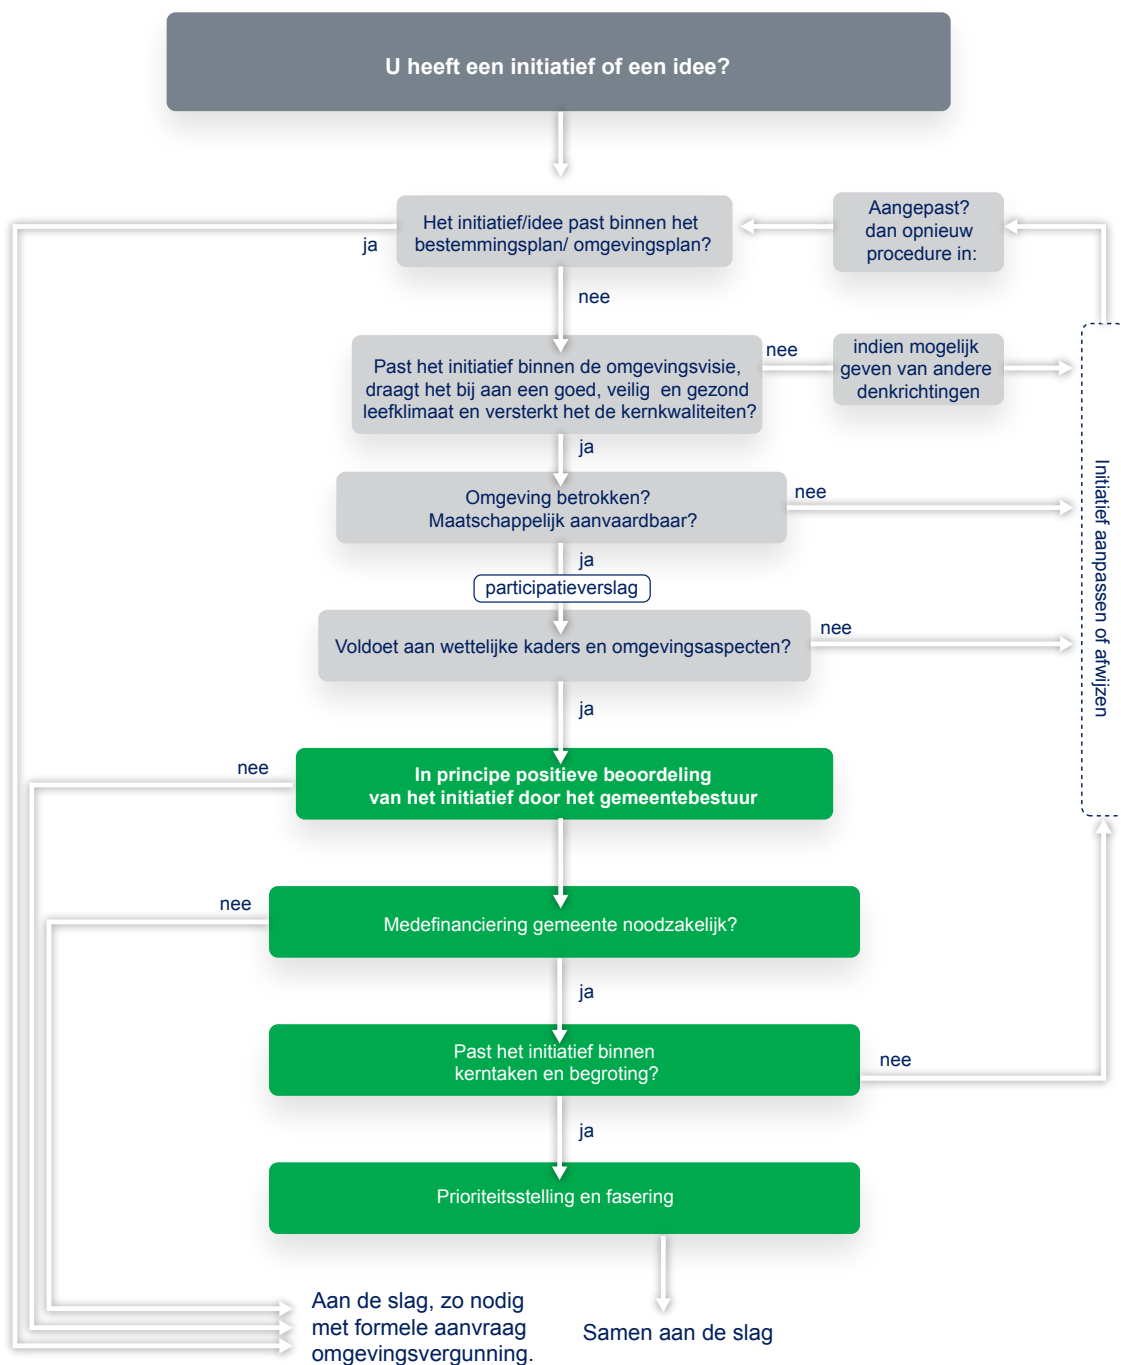 U heeft een initiatief of een idee?
Het initiatief/idee past binnen het
bestemmingsplan/ omgevingsplan?
Aangepast?
dan opnieuw
procedure in:
ja
nee
Past het initiatief binnen de omgevingsvisie,
draagt het bij aan een goed, veilig en gezond
leefklimaat en versterkt het de kernkwaliteiten?
nee
indien mogelijk
geven van andere
denkrichtingen
ja
Omgeving betrokken?
Maatschappelijk aanvaardbaar?
nee
Initiatief aanpassen of afwijzen
ja
participatieverslag
Voldoet aan wettelijke kaders en omgevingsaspecten?
nee
ja
nee
In principe positieve beoordeling
van het initiatief door het gemeentebestuur
nee
Medefinanciering gemeente noodzakelijk?
ja
Past het initiatief binnen
kerntaken en begroting?
nee
ja
Prioriteitsstelling en fasering
Aan de slag, zo nodig
met formele aanvraag
omgevingsvergunning.
Samen aan de slag